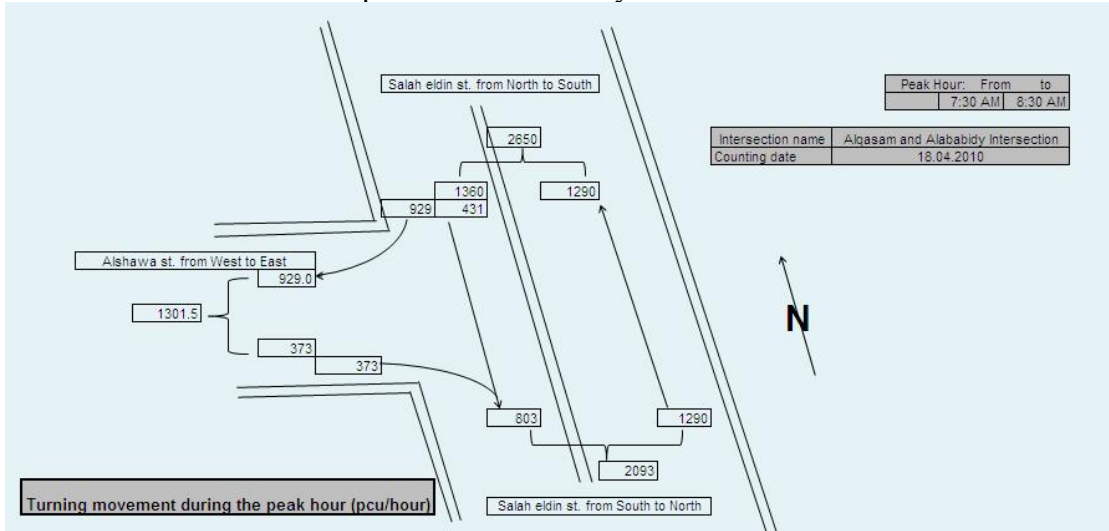 Salah eldin st. from North to South
Peak Hour: From to
7:30 AM 8:30 AM
2650
Intersection name Alqasam and Alababidy Intersection
Counting date 18.04.2010
1360 1290
929 431
Alshawa st. from West to East
929.0
1301.5
N
373
373
803 1290
2093
Turning movement during the peak hour (pcu/hour)
Salah eldin st. from South to North